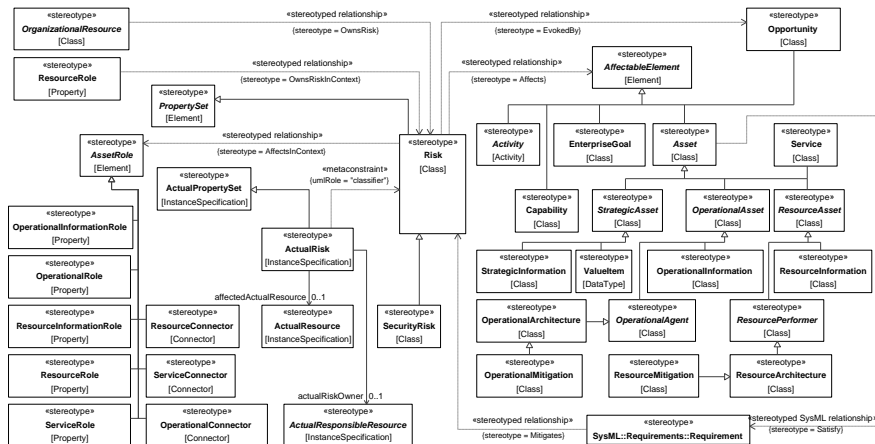 «stereotype»
OrganizationalResource
[Class]
«stereotyped relationship»
(stereotype = OwnsRisk)
«stereotyped relationship»
(stereotype = EvokedBy)
«stereotype»
Opportunity
[Class]
«stereotype»
ResourceRole
[Property]
«stereotyped relationship»
(stereotype = OwnsRiskInContext)
«stereotyped relationship»
(stereotype = Affects)
«stereotype»
AffectableElement
[Element]
«stereotype»
PropertySet
[Element]
«stereotype»
AssetRole
[Element]
«stereotyped relationship»
(stereotype = AffectsInContext)
«stereotype»
Risk
[Class]
«stereotype»
Activity
[Activity]
«stereotype»
EnterpriseGoal
[Class]
«stereotype»
Asset
[Class]
«stereotype»
Service
[Class]
«stereotype»
ActualPropertySet
[InstanceSpecification]
«metaconstraint»
(umlRole = "classifier")
«stereotype»
Capability
[Class]
«stereotype»
StrategicAsset
[Class]
«stereotype»
OperationalAsset
[Class]
«stereotype»
ResourceAsset
[Class]
«stereotype»
OperationalInformationRole
[Property]
«stereotype»
ActualRisk
[InstanceSpecification]
«stereotype»
StrategicInformation
[Class]
«stereotype»
ValueItem
[DataType]
«stereotype»
OperationalInformation
[Class]
«stereotype»
ResourceInformation
[Class]
«stereotype»
OperationalRole
[Property]
affectedActualResource 0..1
«stereotype»
ResourceInformationRole
[Property]
«stereotype»
ResourceConnector
[Connector]
«stereotype»
ActualResource
[InstanceSpecification]
«stereotype»
SecurityRisk
[Class]
«stereotype»
OperationalArchitecture
[Class]
«stereotype»
OperationalAgent
[Class]
«stereotype»
ResourcePerformer
[Class]
«stereotype»
ResourceRole
[Property]
«stereotype»
ServiceConnector
[Connector]
«stereotype»
OperationalMitigation
[Class]
«stereotype»
ResourceMitigation
[Class]
«stereotype»
ResourceArchitecture
[Class]
actualRiskOwner 0..1
«stereotype»
ServiceRole
[Property]
«stereotype»
OperationalConnector
[Connector]
«stereotype»
ActualResponsibleResource
[InstanceSpecification]
«stereotyped relationship»
(stereotype = Mitigates)
«stereotype»
SysML::Requirements::Requirement
«stereotyped SysML relationship»
(stereotype = Satisfy)